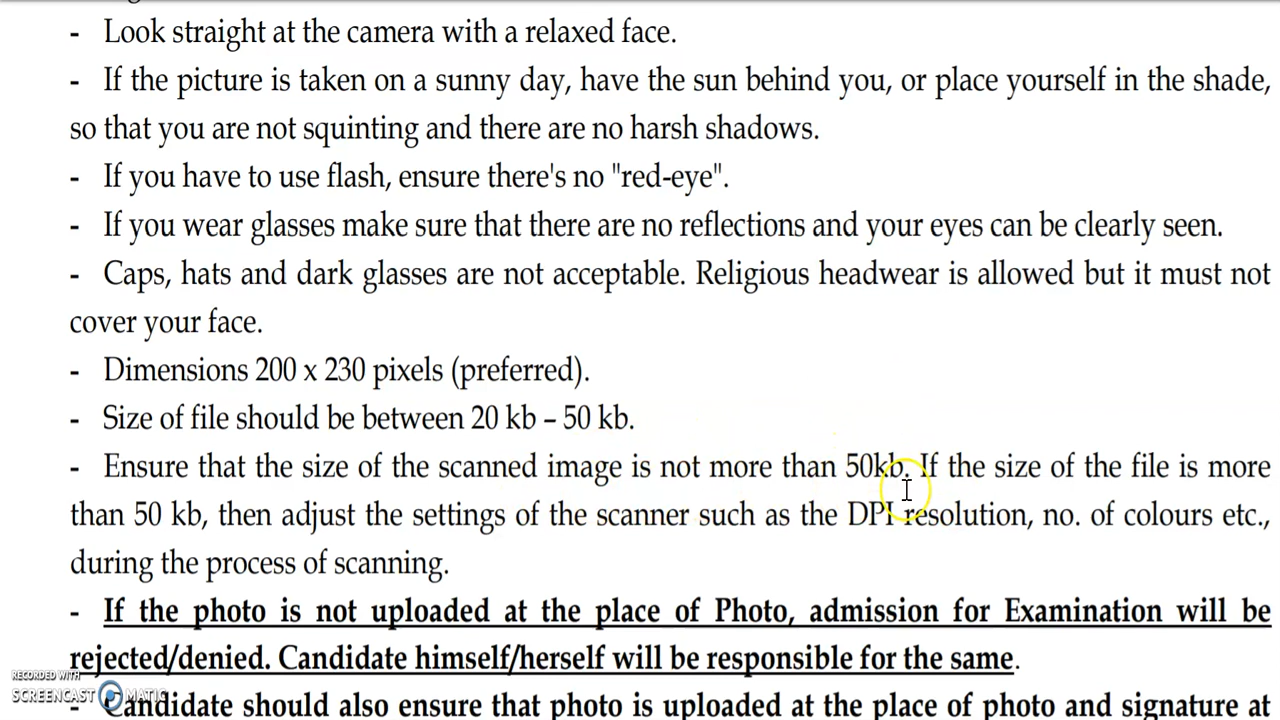 - Look straight at the camera with a relaxed face.
- If the picture is taken on a sunny day, have the sun behind you, or place yourself in the shade,
so that you are not squinting and there are no harsh shadows.
- If you have to use flash, ensure there's no "red-eye".
- If you wear glasses make sure that there are no reflections and your eyes can be clearly seen.
- Caps, hats and dark glasses are not acceptable. Religious headwear is allowed but it must not
cover your face.
- Dimensions 200 x 230 pixels (preferred).
- Size of file should be between 20 kb – 50 kb.
- Ensure that the size of the scanned image is not more than 50kb. If the size of the file is more
than 50 kb, then adjust the settings of the scanner such as the DPI resolution, no. of colours etc.,
during the process of scanning.
- If the photo is not uploaded at the place of Photo, admission for Examination will be
rejected/denied. Candidate himself/herself will be responsible for the same.
RECORDED WITH
SCREENCAST MATIC
- Candidate should also ensure that photo is uploaded at the place of photo and signature at